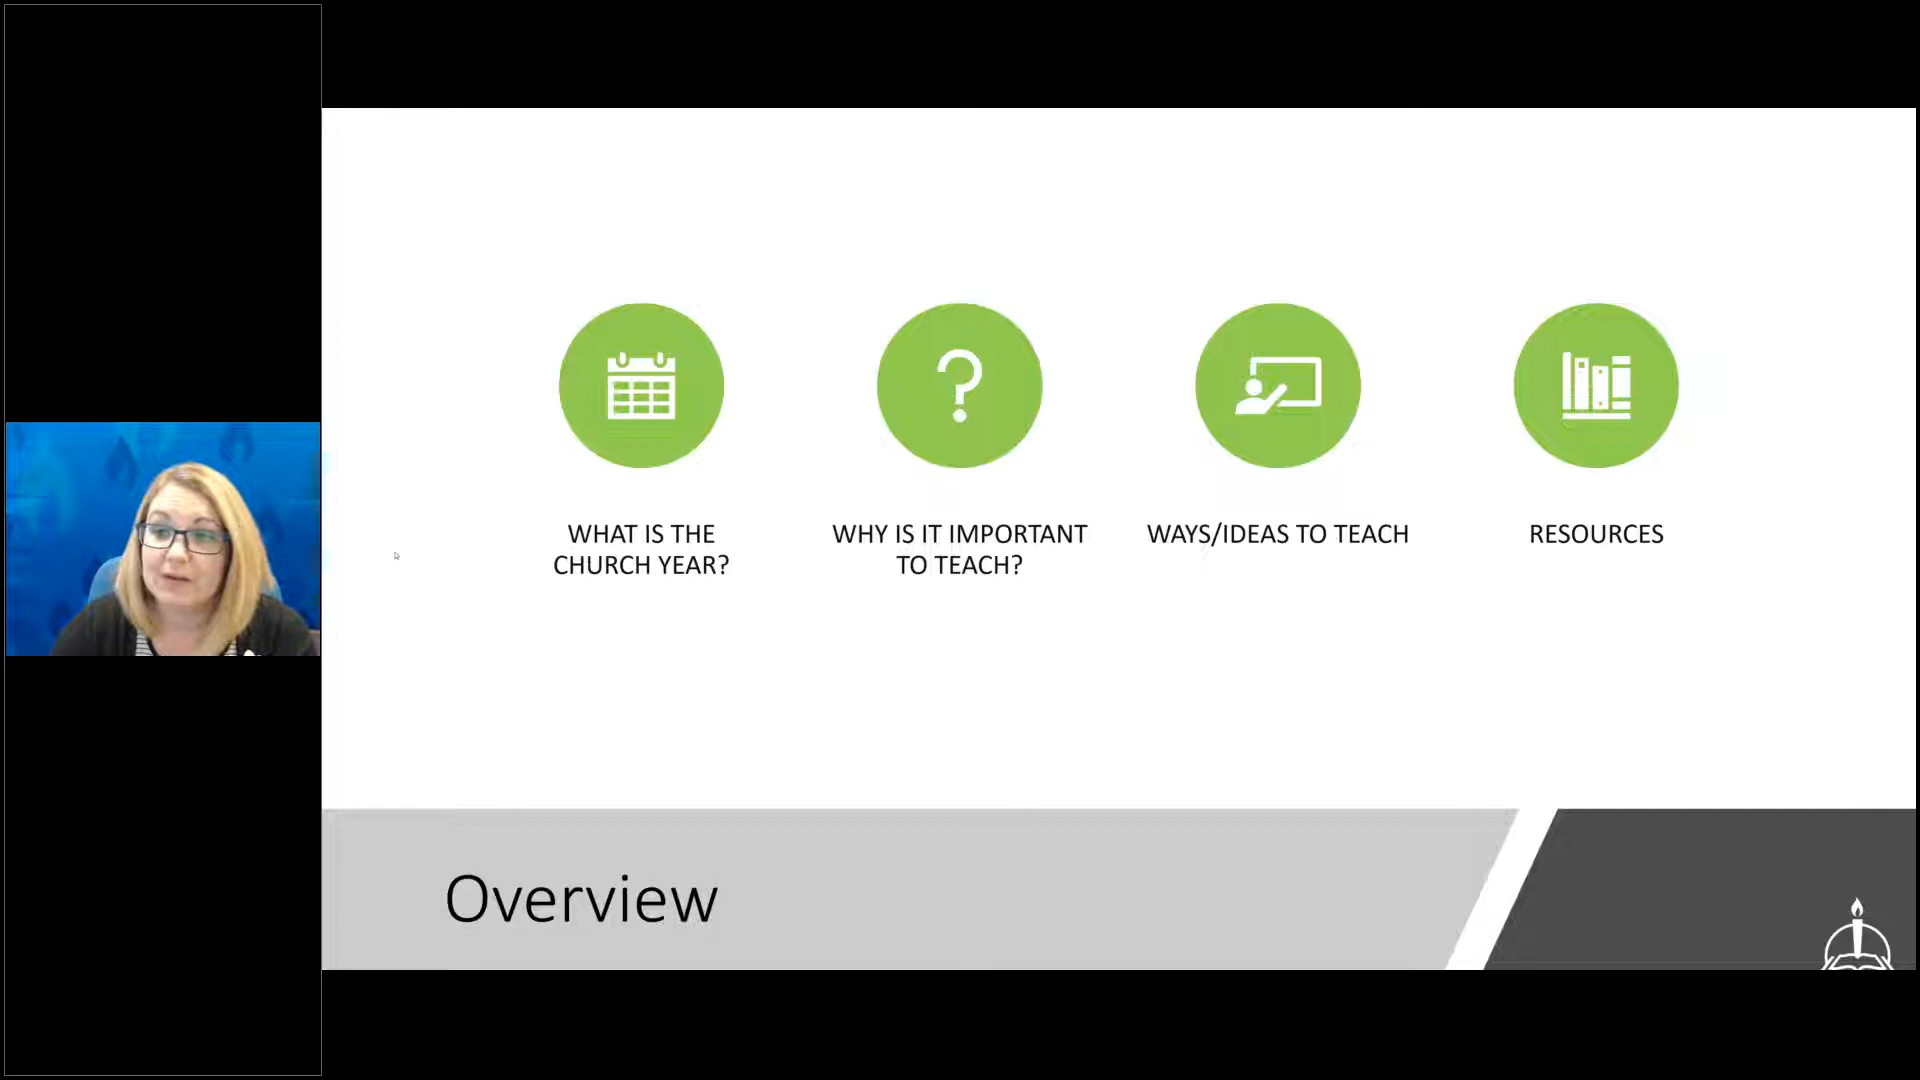 WHAT IS THE
CHURCH YEAR?
WHY IS IT IMPORTANT
TO TEACH?
WAYS/IDEAS TO TEACH
RESOURCES
Overview